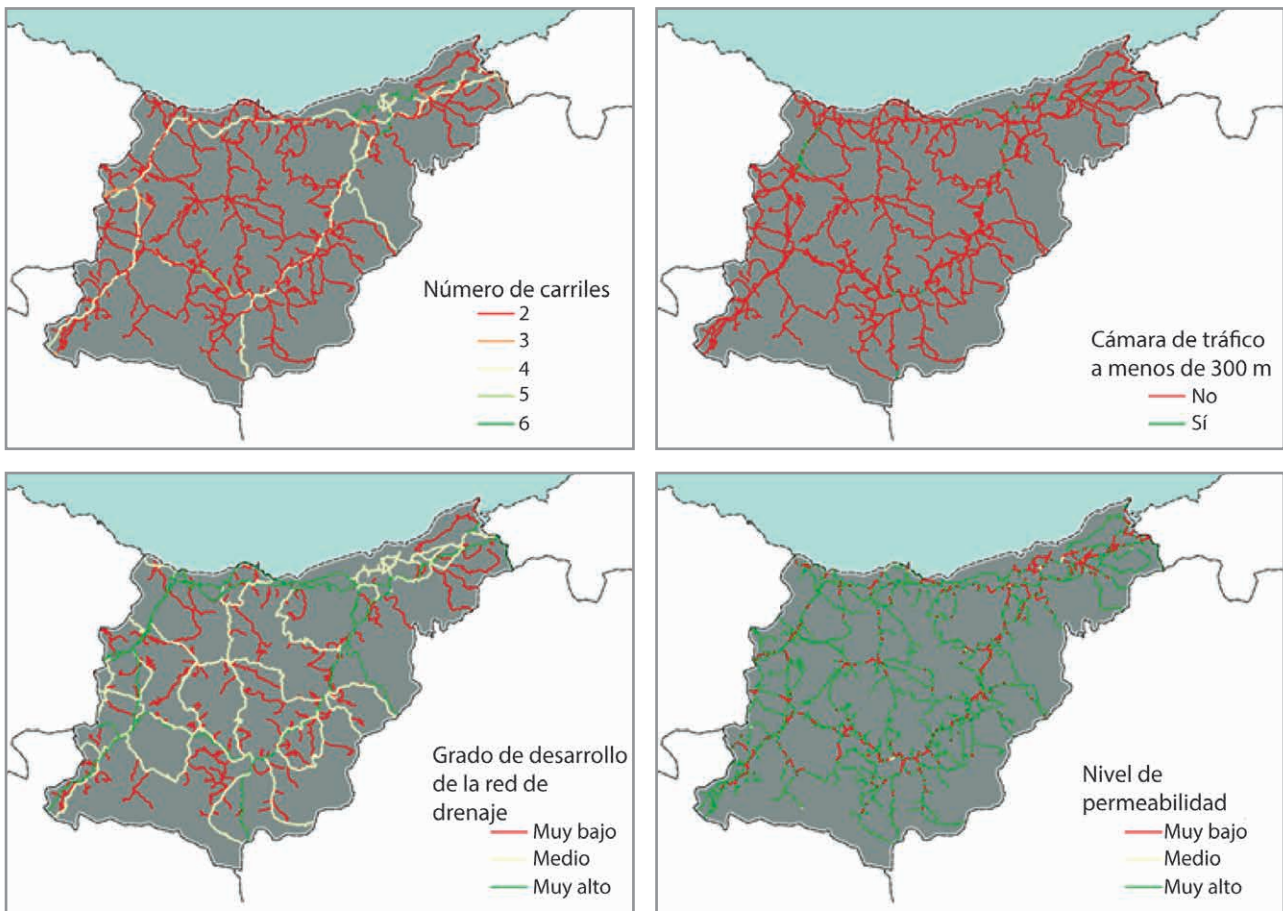 Número de carriles
2
3
4
5
6
Cámara de tráfico
a menos de 300 m
No
Sí
Grado de desarrollo
de la red de
drenaje
Muy bajo
Medio
Muy alto
Nivel de
permeabilidad
Muy bajo
Medio
Muy alto